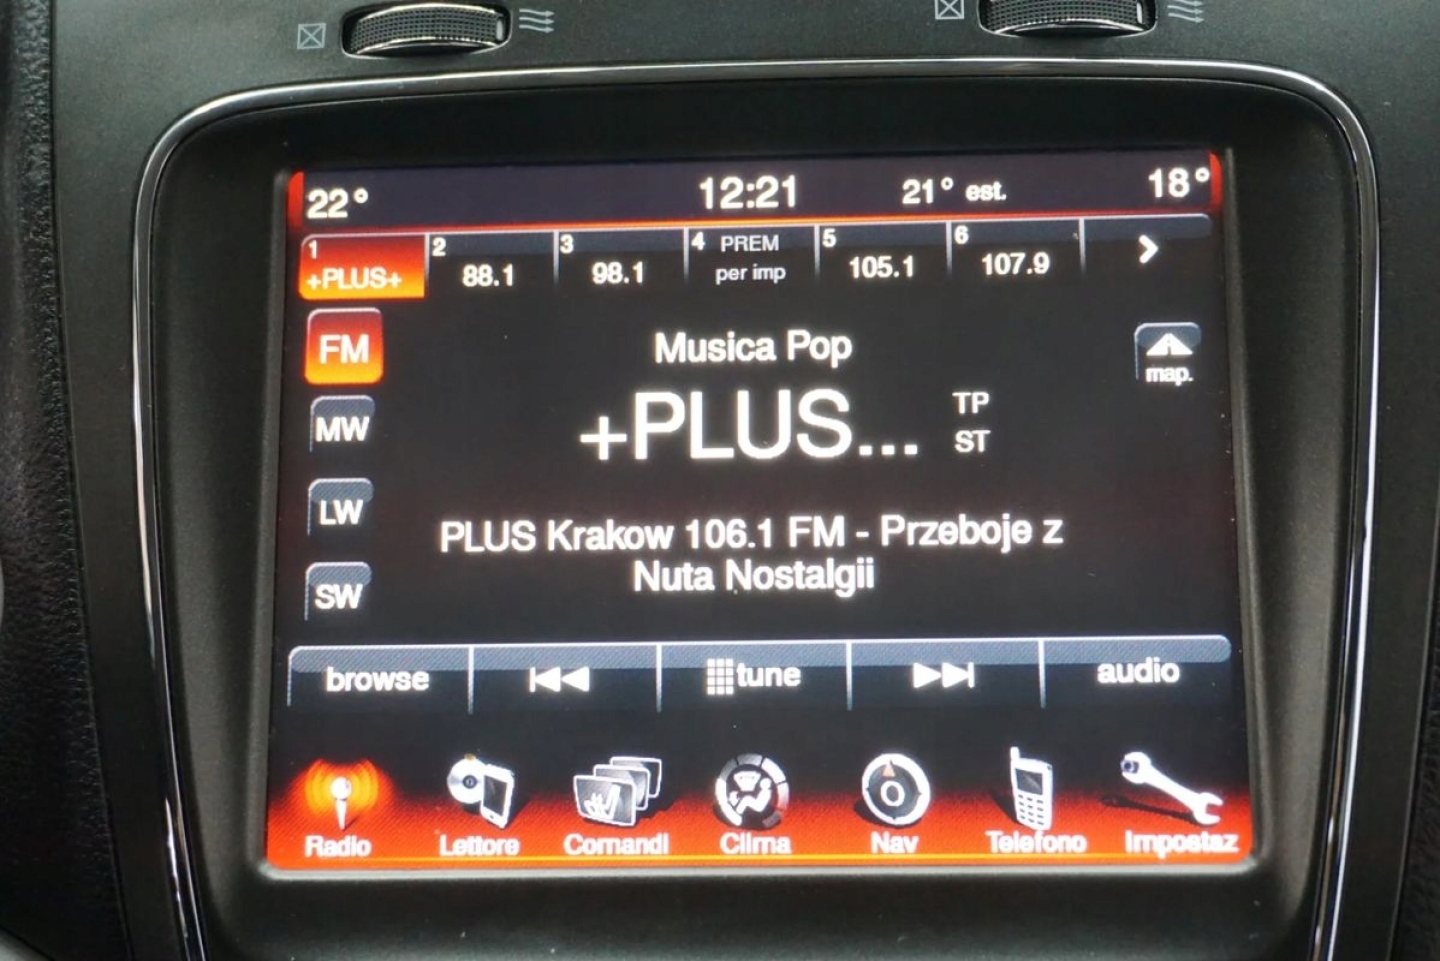 22° 12:21 21° est. 18°
1 +PLUS+
2 88.1
3 98.1
4 PREM per imp
5 105.1
6 107.9
FM
MW
LW
SW
Musica Pop
+PLUS...
TP
ST
map.
PLUS Krakow 106.1 FM - Przeboje z
Nuta Nostalgii
browse tune audio
Radio Lettore Comandi Clima Nav Telefono Impostaz